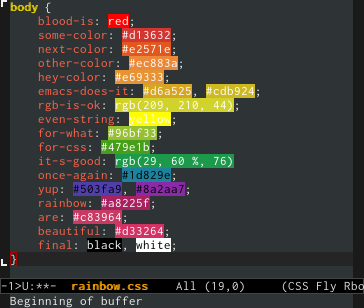 body {
blood-is: red;
some-color: #d13632;
next-color: #e2571e;
other-color: #ec883a;
hey-color: #e69333;
emacs-does-it: #d6a525, #cdb924;
rgb-is-ok: rgb(209, 210, 44);
even-string: yellow;
for-what: #96bf33;
for-css: #479e1b;
it-s-good: rgb(29, 60 %, 76)
once-again: #1d829e;
yup: #503fa9, #8a2aa7;
rainbow: #a8225f;
are: #c83964;
beautiful: #d33264;
final: black, white;
}
-1>U:**- rainbow.css All (19,0) (CSS Fly Rbo
Beginning of buffer